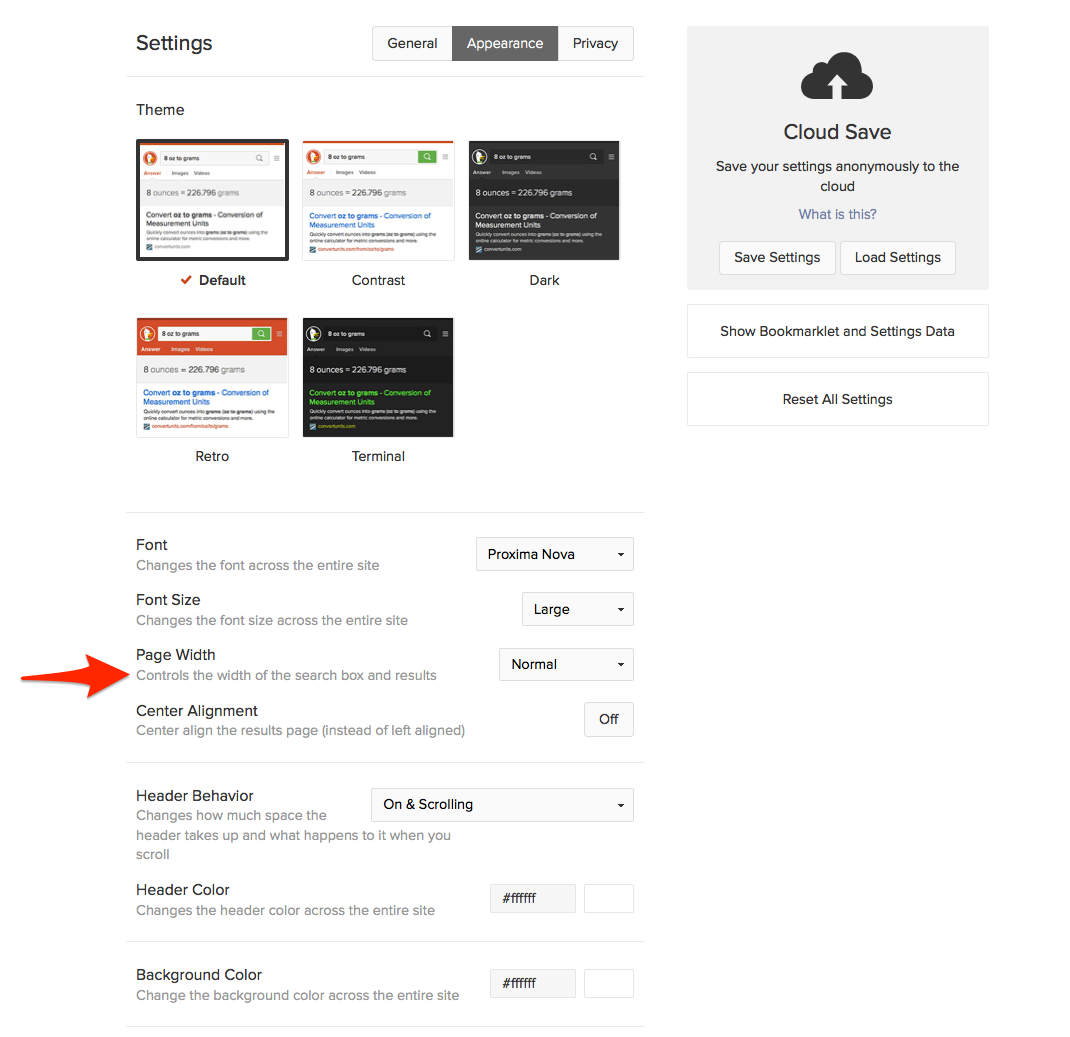 Settings
General
Appearance
Privacy
Theme
8 oz to grams
Answer Images Videos
8 ounces = 226.796 grams
Convert oz to grams - Conversion of
Measurement Units
Quickly convert ounces into grams (oz to grams) using the
online calculator for metric conversions and more.
convertunits.com
Default
8 oz to grams
Answer Images Videos
8 ounces = 226.796 grams
Convert oz to grams - Conversion of
Measurement Units
Quickly convert ounces into grams (oz to grams) using the
online calculator for metric conversions and more.
convertunits.com/from/oz/to/grams
Contrast
8 oz to grams
Answer Images Videos
8 ounces = 226.796 grams
Convert oz to grams - Conversion of
Measurement Units
Quickly convert ounces into grams (oz to grams) using the
online calculator for metric conversions and more.
convertunits.com
Dark
8 oz to grams
Answer Images Videos
8 ounces = 226.796 grams
Convert oz to grams - Conversion of
Measurement Units
Quickly convert ounces into grams (oz to grams) using the
online calculator for metric conversions and more.
convertunits.com/from/oz/to/grams
Retro
8 oz to grams
Answer Images Videos
8 ounces = 226.796 grams
Convert oz to grams - Conversion of
Measurement Units
Quickly convert ounces into grams (oz to grams) using the
online calculator for metric conversions and more.
convertunits.com
Terminal
Font
Changes the font across the entire site
Proxima Nova
Font Size
Changes the font size across the entire site
Large
Page Width
Controls the width of the search box and results
Normal
Center Alignment
Center align the results page (instead of left aligned)
Off
Header Behavior
Changes how much space the
header takes up and what happens to it when you
scroll
On & Scrolling
Header Color
Changes the header color across the entire site
#ffffff
Background Color
Change the background color across the entire site
#ffffff
Cloud Save
Save your settings anonymously to the
cloud
What is this?
Save Settings
Load Settings
Show Bookmarklet and Settings Data
Reset All Settings